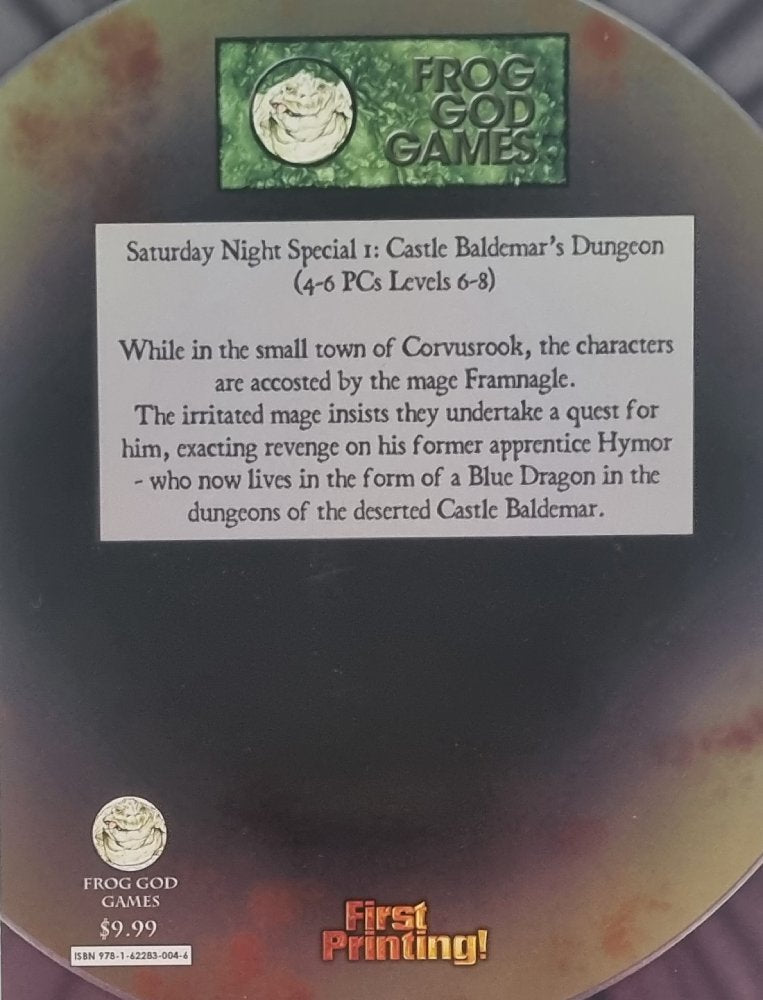 FROG
GOD
GAMES
Saturday Night Special 1: Castle Baldemar's Dungeon
(4-6 PCs Levels 6-8)
While in the small town of Corvusrook, the characters
are accosted by the mage Framnagle.
The irritated mage insists they undertake a quest for
him, exacting revenge on his former apprentice Hymor
- who now lives in the form of a Blue Dragon in the
dungeons of the deserted Castle Baldemar.
FROG GOD
GAMES
$9.99
ISBN 978-1-62283-004-6
First
Printing!